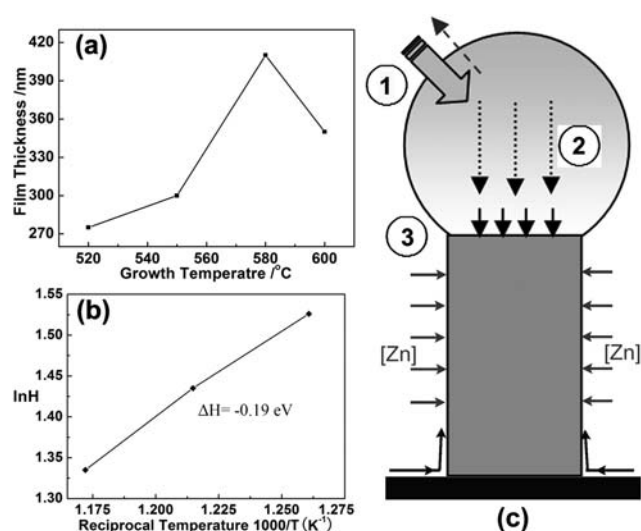 (a)
420
390
360
330
300
270
Film Thickness /nm
520 540 560 580 600
Growth Temperatre /°C
(b)
1.55
1.50
1.45
1.40
1.35
1.30
lnH
ΔH= -0.19 eV
1.175 1.200 1.225 1.250 1.275
Reciprocal Temperature 1000/T (K⁻¹)
1
2
3
[Zn]
[Zn]
(c)